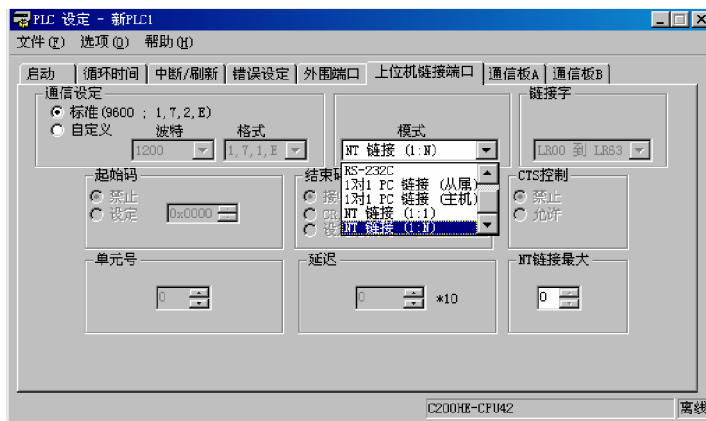 PLC 设定 - 新PLC1
文件(F) 选项(O) 帮助(H)
启动 循环时间 中断/刷新 错误设定 外围端口 上位机链接端口 通信板A 通信板B
通信设定 链接字
标准(9600 ; 1,7,2,E)
自定义 波特 格式 模式
1200 1,7,1,E NT 链接 (1:N) LR00 到 LR63
RS-232C
起始码 CTS控制
1对1 PC 链接 (从属)
禁止 禁止
1对1 PC 链接 (主机)
设定 0x0000 NT 链接 (1:1) 允许
NT 链接 (1:N)
单元号 延迟 NT链接最大
0 0 *10 0
C200HE-CPU42 离线